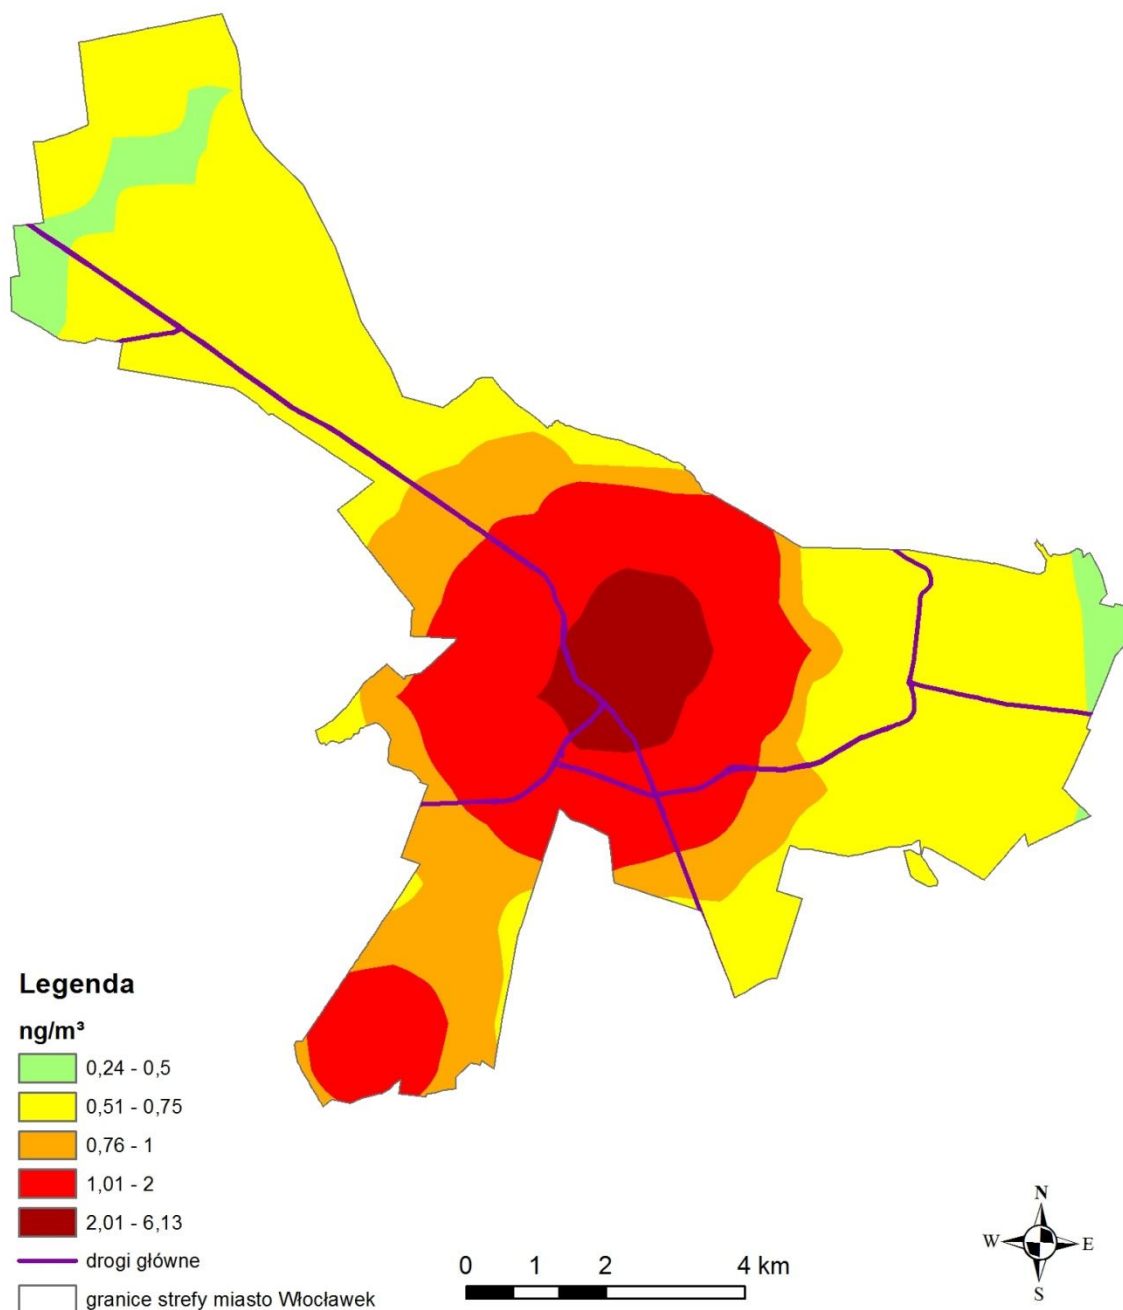 Legenda
ng/m³
0,24 - 0,5
0,51 - 0,75
0,76 - 1
1,01 - 2
2,01 - 6,13
drogi główne
granice strefy miasto Włocławek
0 1 2 4 km
N
W E
S